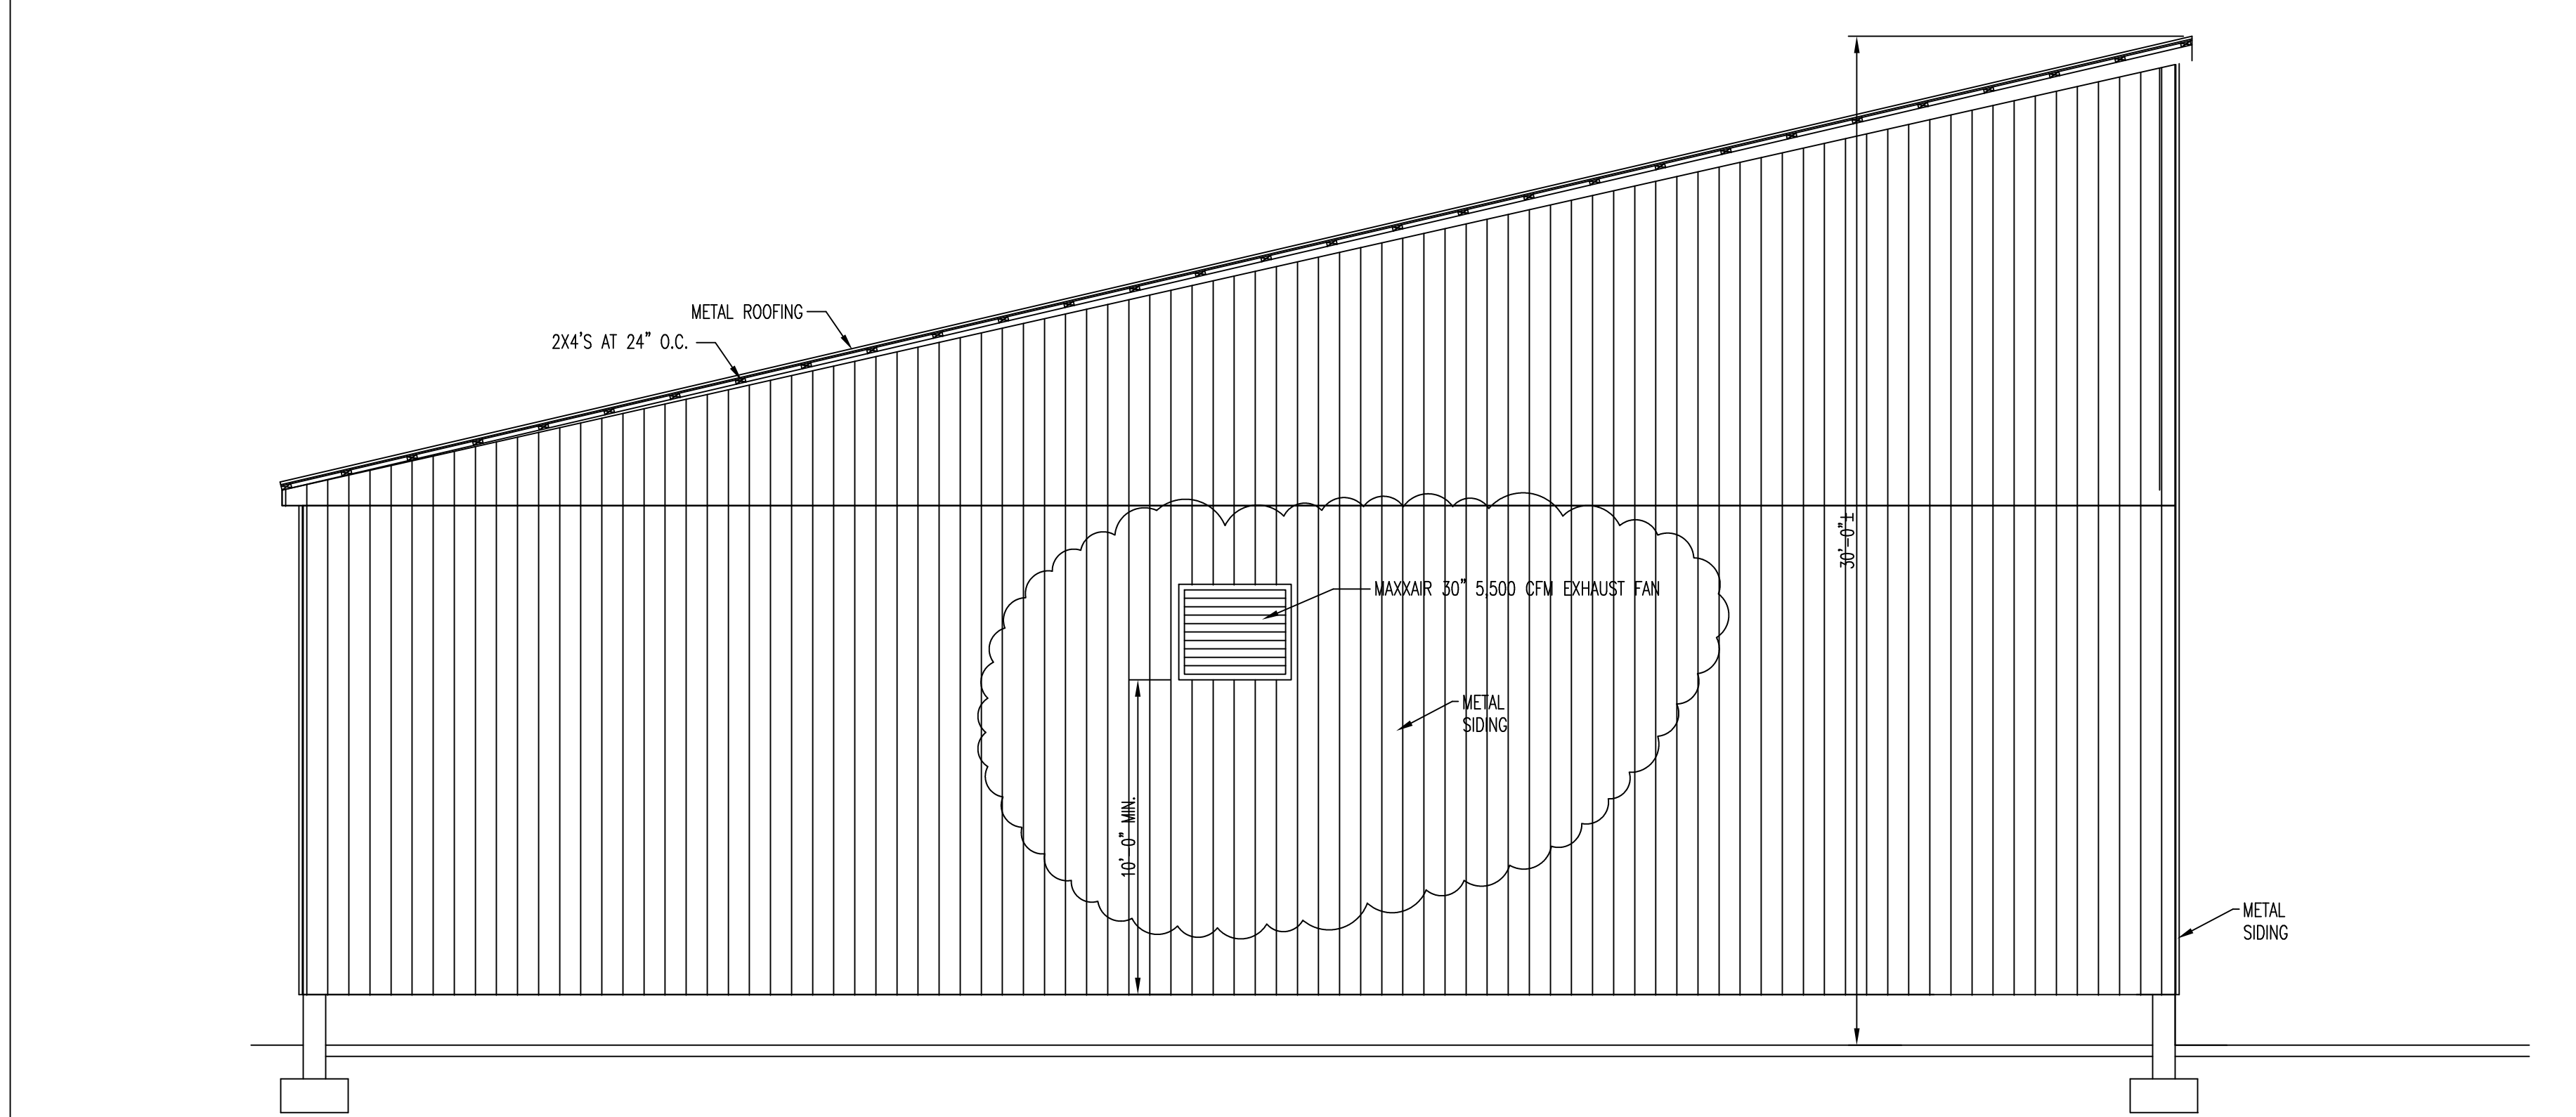 METAL ROOFING
2X4'S AT 24" O.C.
30'-0"±
MAXXAIR 30" 5,500 CFM EXHAUST FAN
METAL
SIDING
10' 0" MIN.
METAL
SIDING